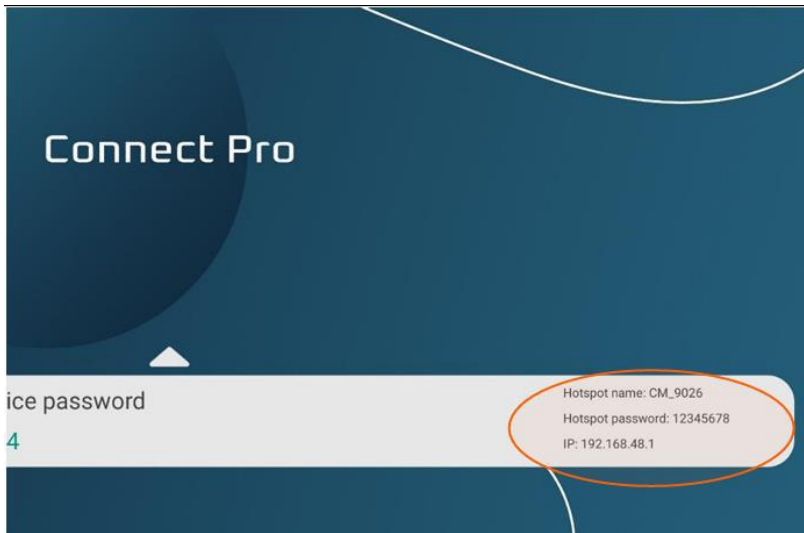 Connect Pro
ice password
4
Hotspot name: CM_9026
Hotspot password: 12345678
IP: 192.168.48.1